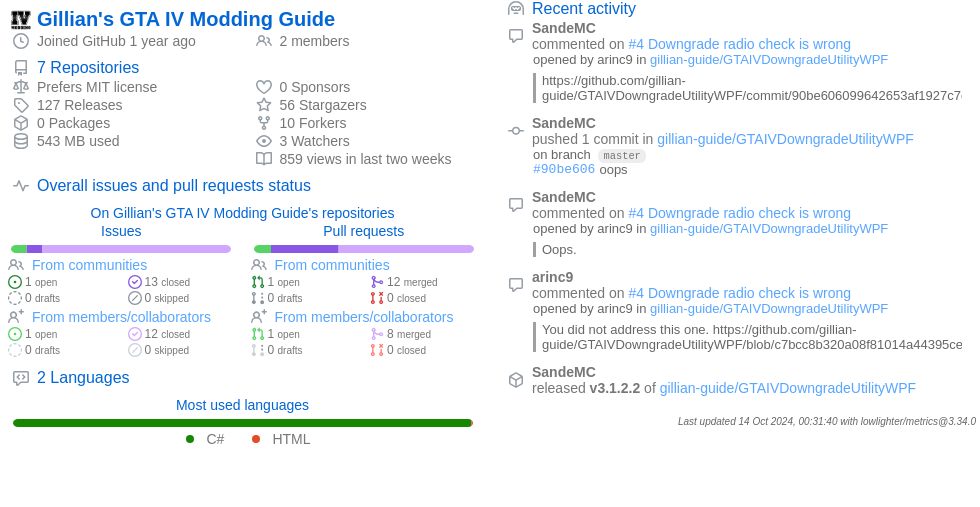 Gillian's GTA IV Modding Guide
Joined GitHub 1 year ago
2 members
7 Repositories
Prefers MIT license
127 Releases
0 Packages
543 MB used
0 Sponsors
56 Stargazers
10 Forkers
3 Watchers
859 views in last two weeks
Overall issues and pull requests status
On Gillian's GTA IV Modding Guide's repositories
Issues
From communities
1 open
13 closed
0 drafts
0 skipped
From members/collaborators
1 open
12 closed
0 drafts
0 skipped
Pull requests
From communities
1 open
12 merged
0 drafts
0 closed
From members/collaborators
1 open
8 merged
0 drafts
0 closed
2 Languages
Most used languages
C#
HTML
Recent activity
SandeMC
commented on #4 Downgrade radio check is wrong
opened by arinc9 in gillian-guide/GTAIVDowngradeUtilityWPF
https://github.com/gillian-
guide/GTAIVDowngradeUtilityWPF/commit/90be606099642653af1927c7
SandeMC
pushed 1 commit in gillian-guide/GTAIVDowngradeUtilityWPF
on branch master
#90be606 oops
SandeMC
commented on #4 Downgrade radio check is wrong
opened by arinc9 in gillian-guide/GTAIVDowngradeUtilityWPF
Oops.
arinc9
commented on #4 Downgrade radio check is wrong
opened by arinc9 in gillian-guide/GTAIVDowngradeUtilityWPF
You did not address this one. https://github.com/gillian-
guide/GTAIVDowngradeUtilityWPF/blob/c7bcc8b320a08f81014a44395ce
SandeMC
released v3.1.2.2 of gillian-guide/GTAIVDowngradeUtilityWPF
Last updated 14 Oct 2024, 00:31:40 with lowlighter/metrics@3.34.0